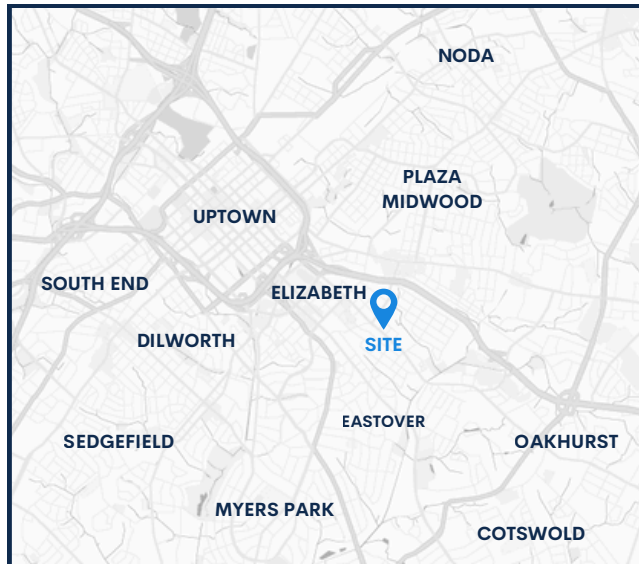 NODA
PLAZA
MIDWOOD
UPTOWN
SOUTH END
ELIZABETH
DILWORTH
SITE
EASTOVER
SEDGEFIELD
OAKHURST
MYERS PARK
COTSWOLD